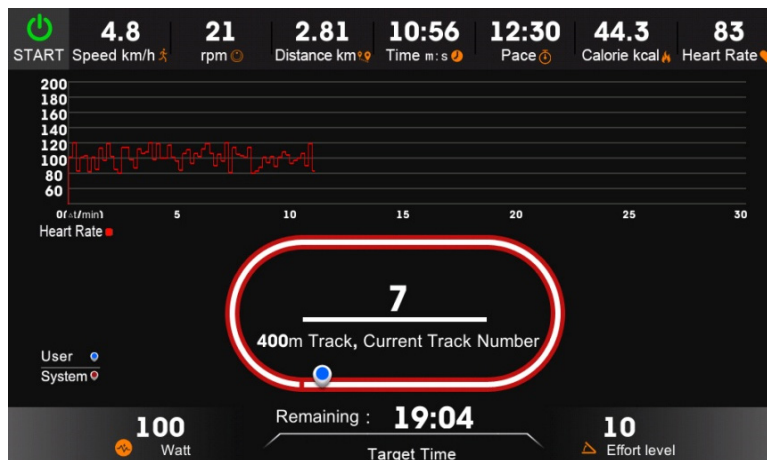 START
4.8
Speed km/h
21
rpm
2.81
Distance km
10:56
Time m:s
12:30
Pace
44.3
Calorie kcal
83
Heart Rate
200
180
160
140
120
100
80
60
0(△t/min) 5 10 15 20 25 30
Heart Rate
7
400m Track, Current Track Number
User
System
100
Watt
Remaining : 19:04
Target Time
10
Effort level